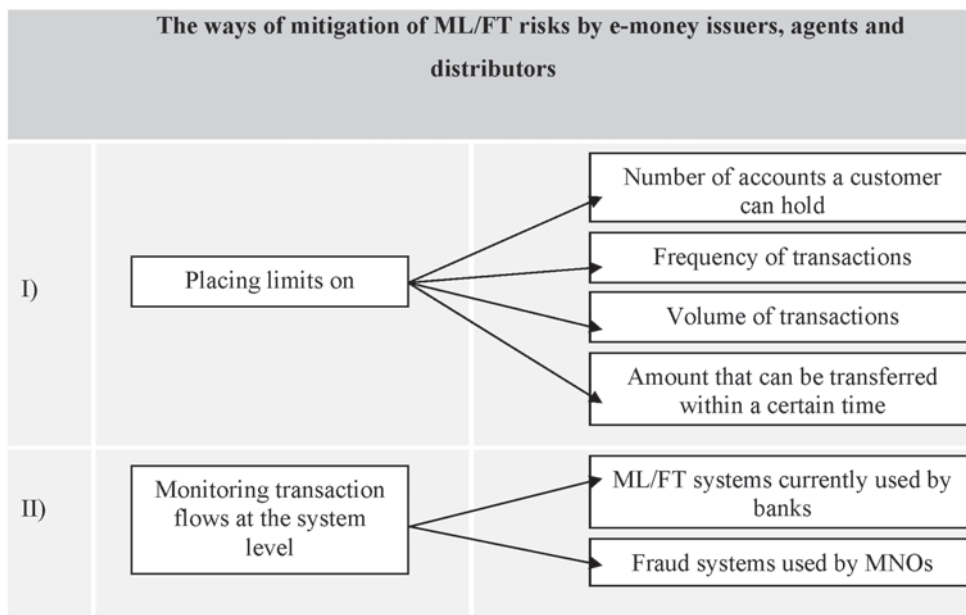 The ways of mitigation of ML/FT risks by e-money issuers, agents and
distributors
I)
Placing limits on
Number of accounts a customer
can hold
Frequency of transactions
Volume of transactions
Amount that can be transferred
within a certain time
II)
Monitoring transaction
flows at the system
level
ML/FT systems currently used by
banks
Fraud systems used by MNOs